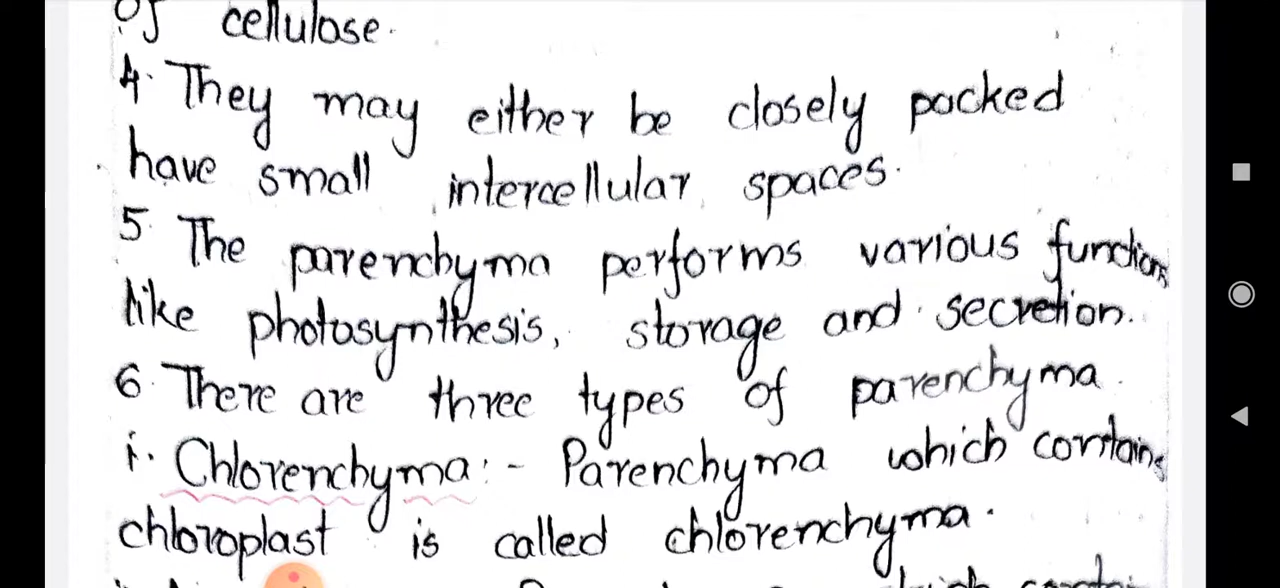 of cellulose.
4. They may either be closely packed
have small intercellular spaces.
5. The parenchyma performs various functions
like photosynthesis, storage and secretion.
6. There are three types of parenchyma.
i. Chlorenchyma:- Parenchyma which contains
chloroplast is called chlorenchyma.